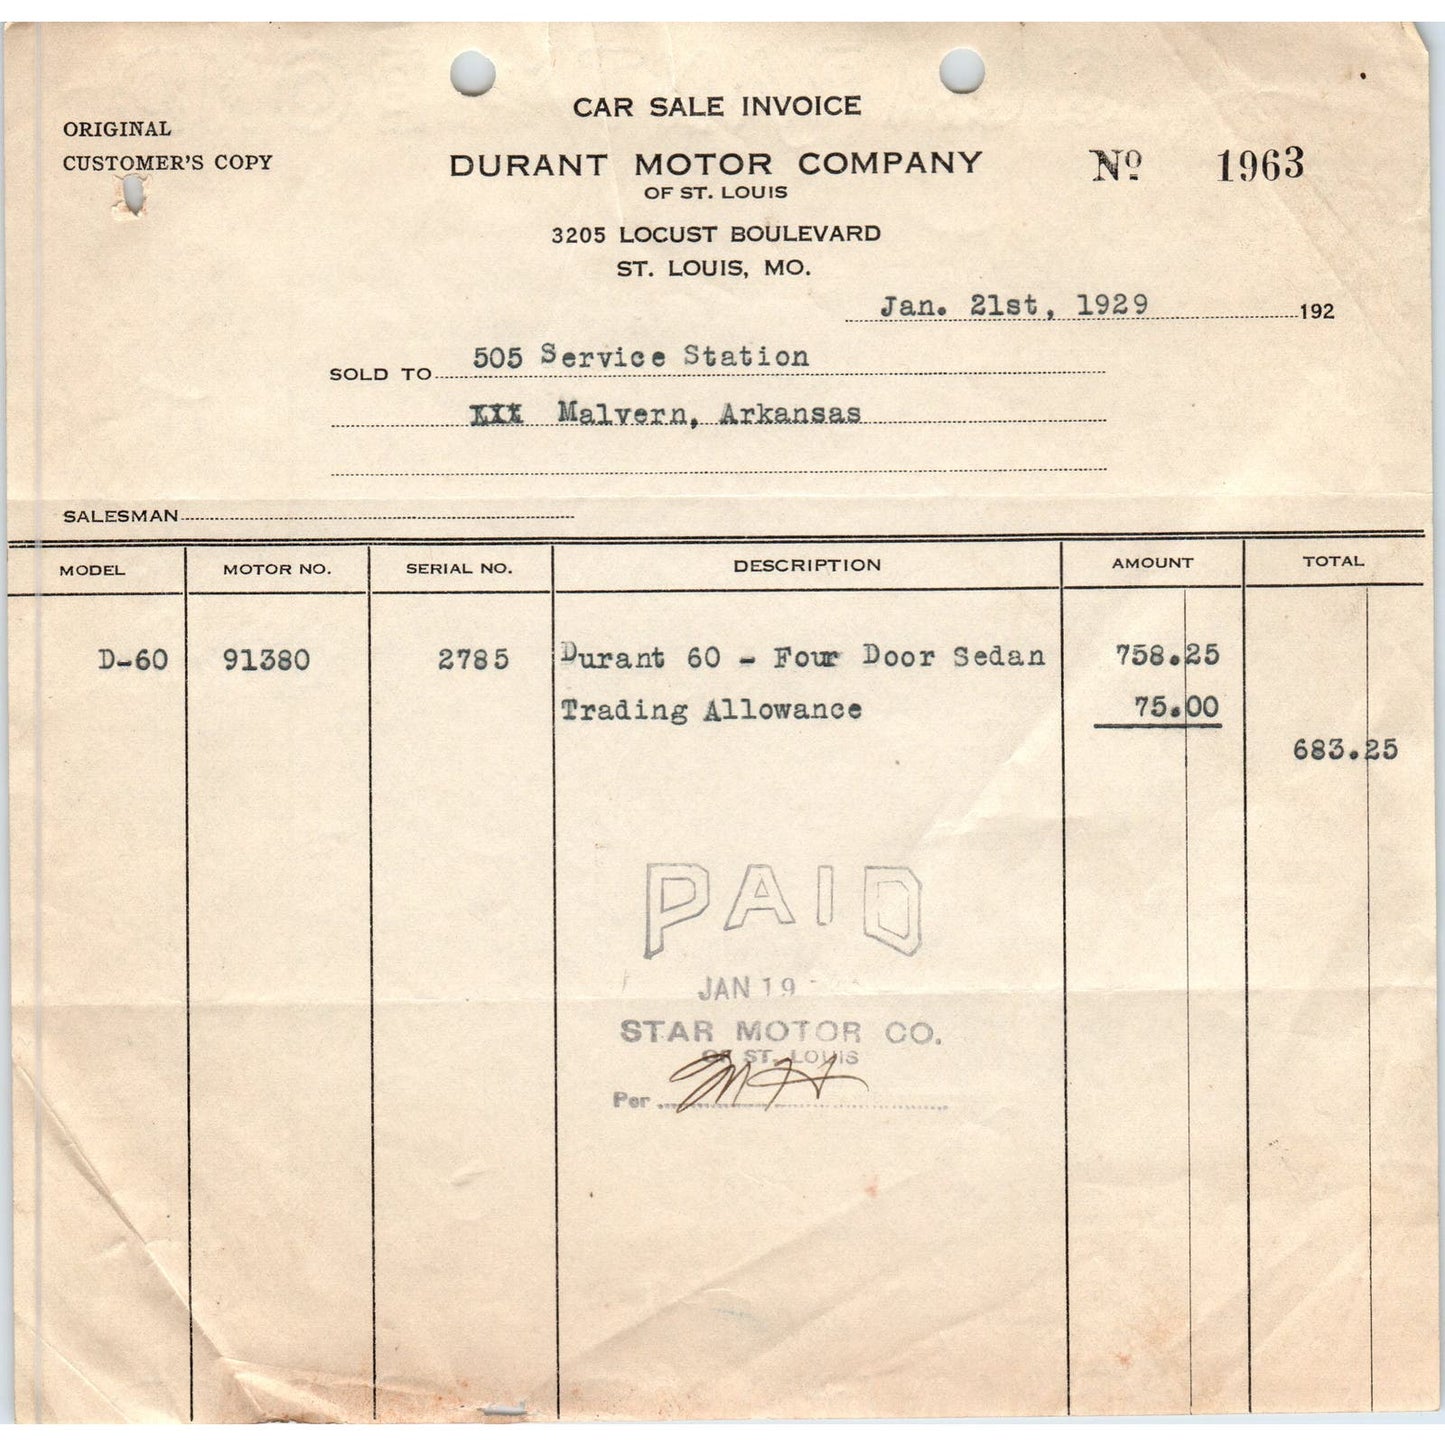 CAR SALE INVOICE
ORIGINAL
CUSTOMER'S COPY
DURANT MOTOR COMPANY
OF ST. LOUIS
Nº 1963
3205 LOCUST BOULEVARD
ST. LOUIS, MO.
Jan. 21st, 1929 192
SOLD TO 505 Service Station
Malvern, Arkansas
SALESMAN
MODEL MOTOR NO. SERIAL NO. DESCRIPTION AMOUNT TOTAL
D-60 91380 2785 Durant 60 - Four Door Sedan 758.25
Trading Allowance 75.00
683.25
PAID
JAN 19
STAR MOTOR CO.
OF ST. LOUIS
Per